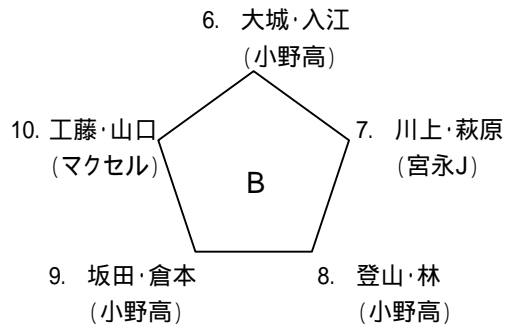 6. 大城・入江
(小野高)
10. 工藤・山口
(マクセル)
7. 川上・萩原
(宮永J)
B
9. 坂田・倉本
(小野高)
8. 登山・林
(小野高)